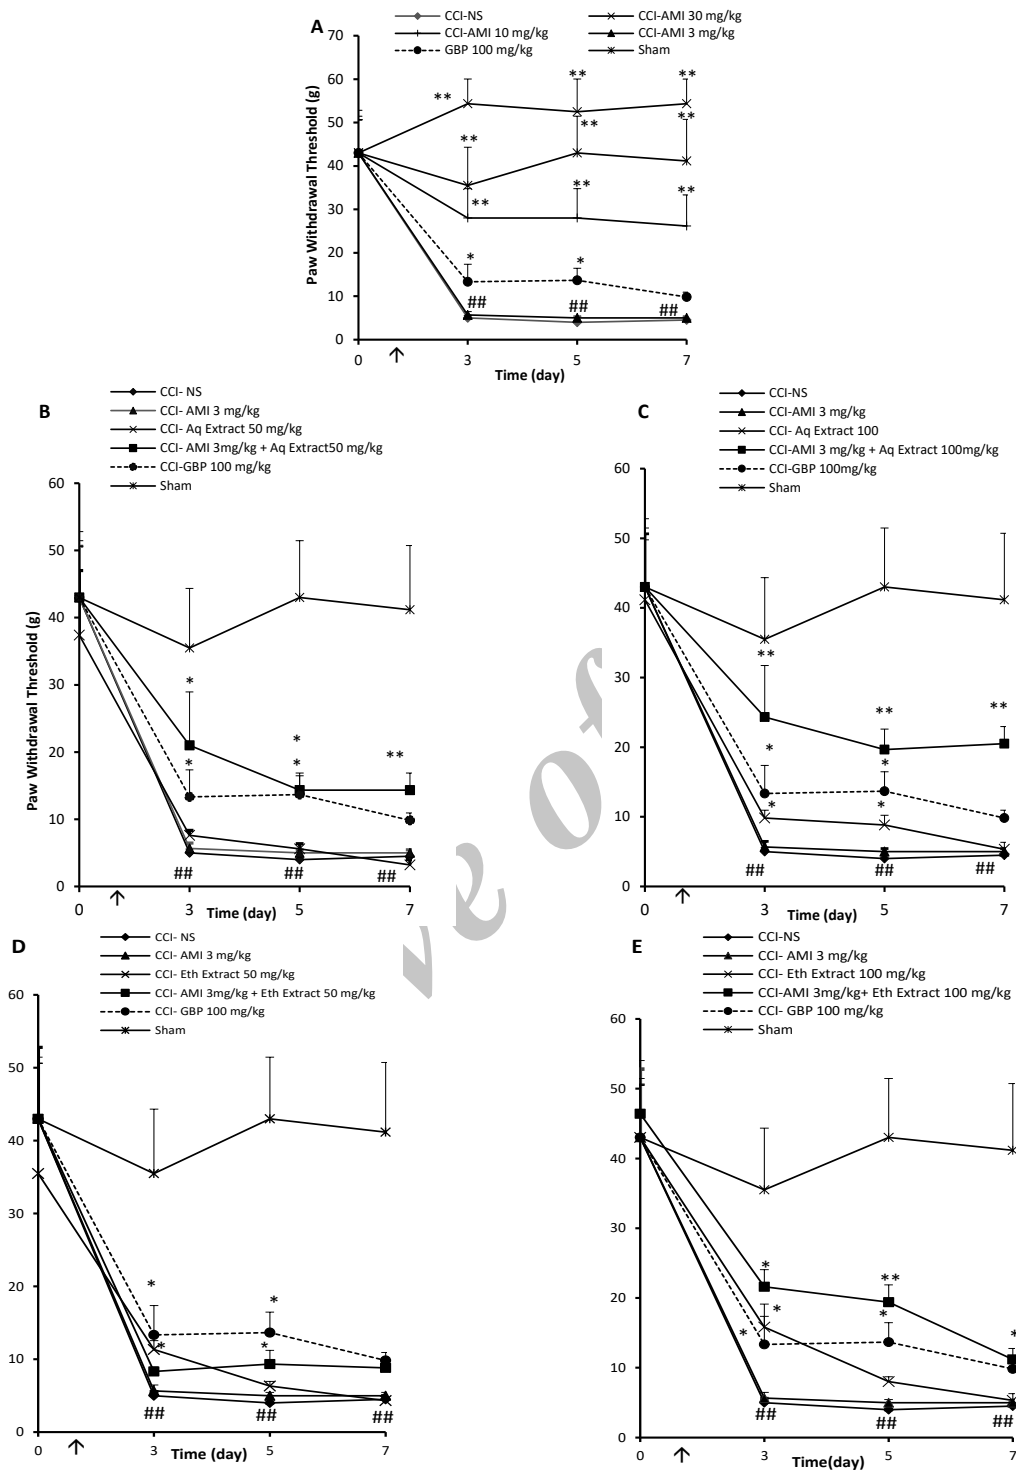 A
CCI-NS
CCI-AMI 30 mg/kg
CCI-AMI 10 mg/kg
CCI-AMI 3 mg/kg
GBP 100 mg/kg
Sham
Paw Withdrawal Threshold (g)
70
60
50
40
30
20
10
0
** ** **
** ** **
** ** **
* *
## ## ##
0 3 5 7
↑
Time (day)
B
CCI- NS
CCI- AMI 3 mg/kg
CCI- Aq Extract 50 mg/kg
CCI- AMI 3mg/kg + Aq Extract50 mg/kg
CCI-GBP 100 mg/kg
Sham
Paw Withdrawal Threshold (g)
60
50
40
30
20
10
0
* * **
* *
## ## ##
0 3 5 7
↑
Time (day)
C
CCI-NS
CCI-AMI 3 mg/kg
CCI- Aq Extract 100
CCI-AMI 3 mg/kg + Aq Extract 100mg/kg
CCI-GBP 100mg/kg
Sham
60
50
40
30
20
10
0
** ** **
* *
* *
## ## ##
0 3 5 7
↑
Time (day)
ve of
D
CCI- NS
CCI- AMI 3 mg/kg
CCI- Eth Extract 50 mg/kg
CCI- AMI 3mg/kg + Eth Extract 50 mg/kg
CCI- GBP 100 mg/kg
Sham
60
50
40
30
20
10
0
* *
* *
## ## ##
0 3 5 7
↑
Time (day)
E
CCI-NS
CCI- AMI 3 mg/kg
CCI- Eth Extract 100 mg/kg
CCI-AMI 3mg/kg+ Eth Extract 100 mg/kg
CCI- GBP 100 mg/kg
Sham
60
50
40
30
20
10
0
* ** *
* * *
## ## ##
0 3 5 7
↑
Time(day)